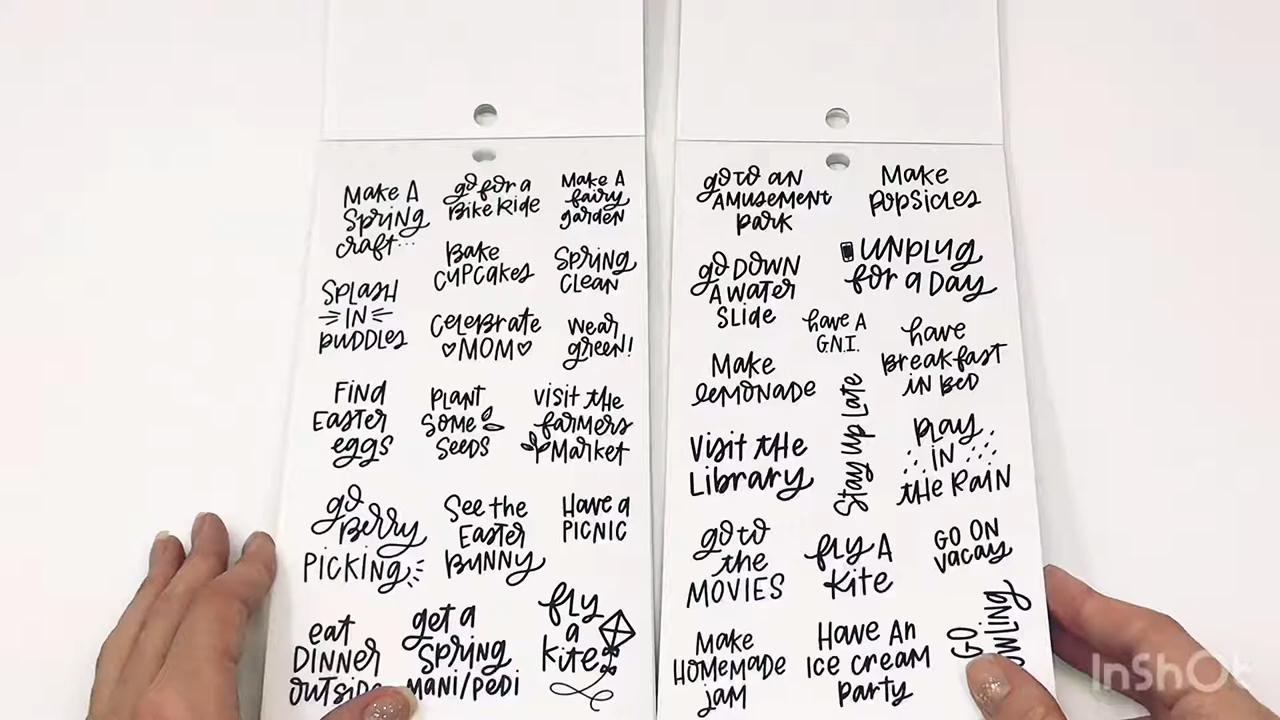 Make A
Spring
craft...
go for a
Bike Ride
Make A
fairy
garden
Bake
cupcakes
Spring
clean
Splash
IN
puddles
Celebrate
MOM
wear
green!
Find
Easter
eggs
Plant
Some
Seeds
visit the
farmers
Market
go
Berry
PICKING
See the
Easter
Bunny
Have a
PICNIC
eat
DINNER
outside
get a
Spring
MANI/PEDI
fly
a
kite
go to an
Amusement
park
Make
Popsicles
go DOWN
A water
Slide
UNPLUG
for a Day
have A
G.N.I.
have
Breakfast
in Bed
Make
lemonade
Stay Up Late
Visit the
Library
play
IN
the Rain
go to
the
MOVIES
fly A
kite
GO ON
vacay
Make
Homemade
jam
Have An
Ice cream
party
GO
InShOt